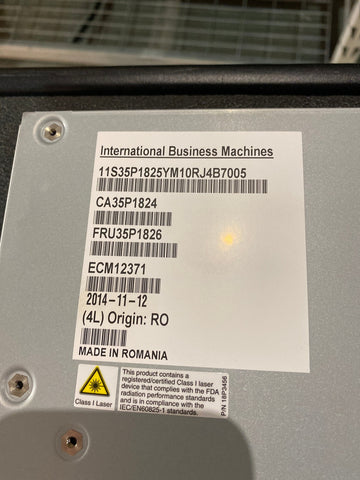 International Business Machines
11S35P1825YM10RJ4B7005
CA35P1824
FRU35P1826
ECM12371
2014-11-12
(4L) Origin: RO
MADE IN ROMANIA
This product contains a
registered/certified Class I laser
device that complies with the FDA
radiation performance standards
and is in compliance with the
IEC/EN60825-1 standards.
Class I Laser
P/N 18P3456